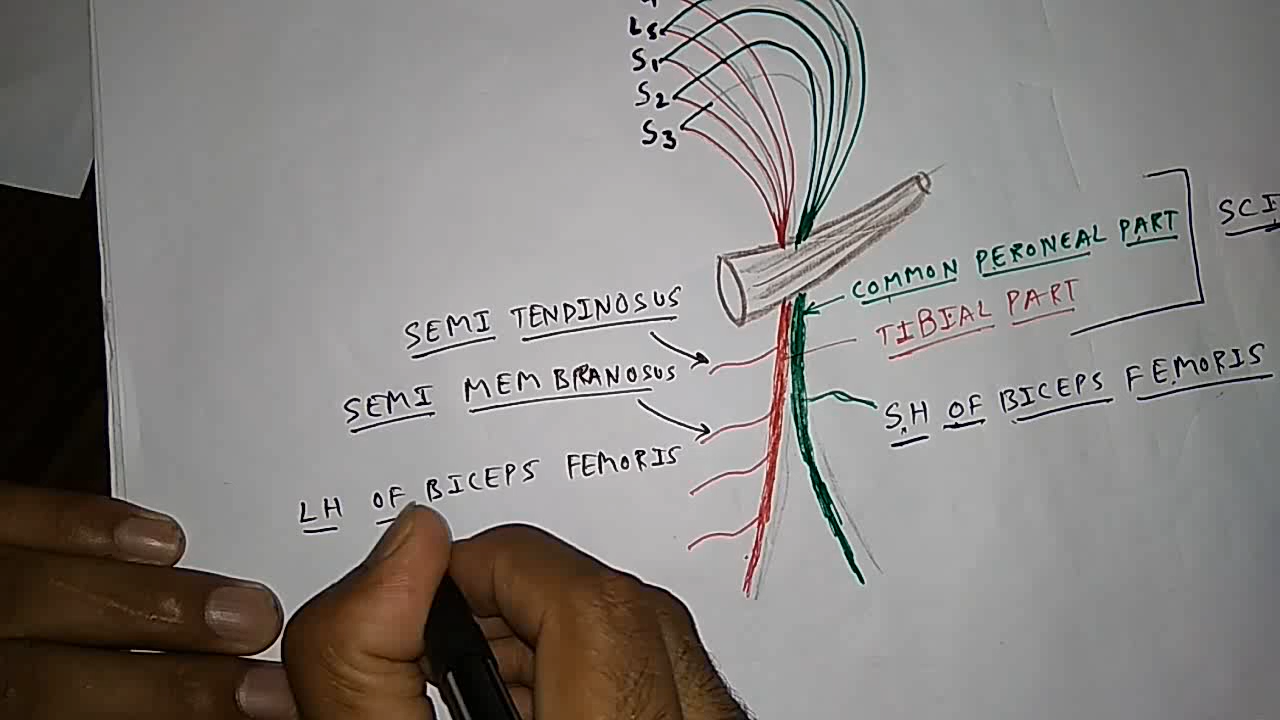 L5
S1
S2
S3
COMMON PERONEAL PART
TIBIAL PART
SEMI TENDINOSUS
SEMI MEMBRANOSUS
SH OF BICEPS FEMORIS
LH OF BICEPS FEMORIS